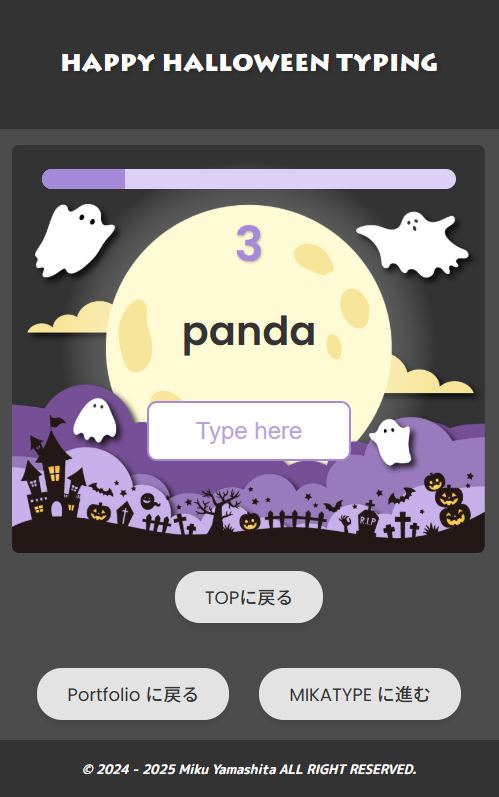 HAPPY HALLOWEEN TYPING
3
panda
Type here
R.I.P
TOPに戻る
Portfolio に戻る
MIKATYPE に進む
© 2024 - 2025 Miku Yamashita ALL RIGHT RESERVED.